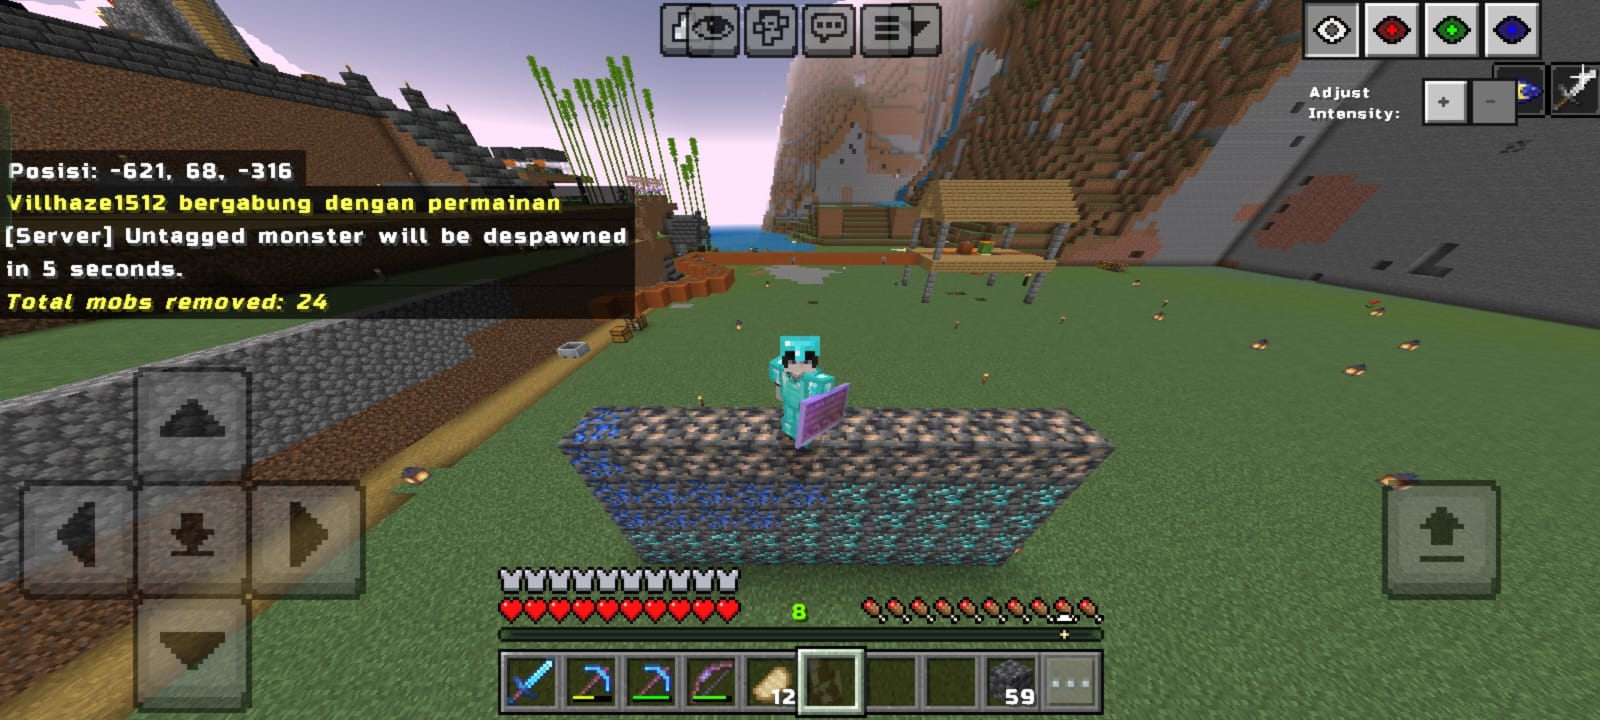 Adjust
Intensity:
+ -
Posisi: -621, 68, -316
Villhaze1512 bergabung dengan permainan
[Server] Untagged monster will be despawned
in 5 seconds.
Total mobs removed: 24
8
12
59